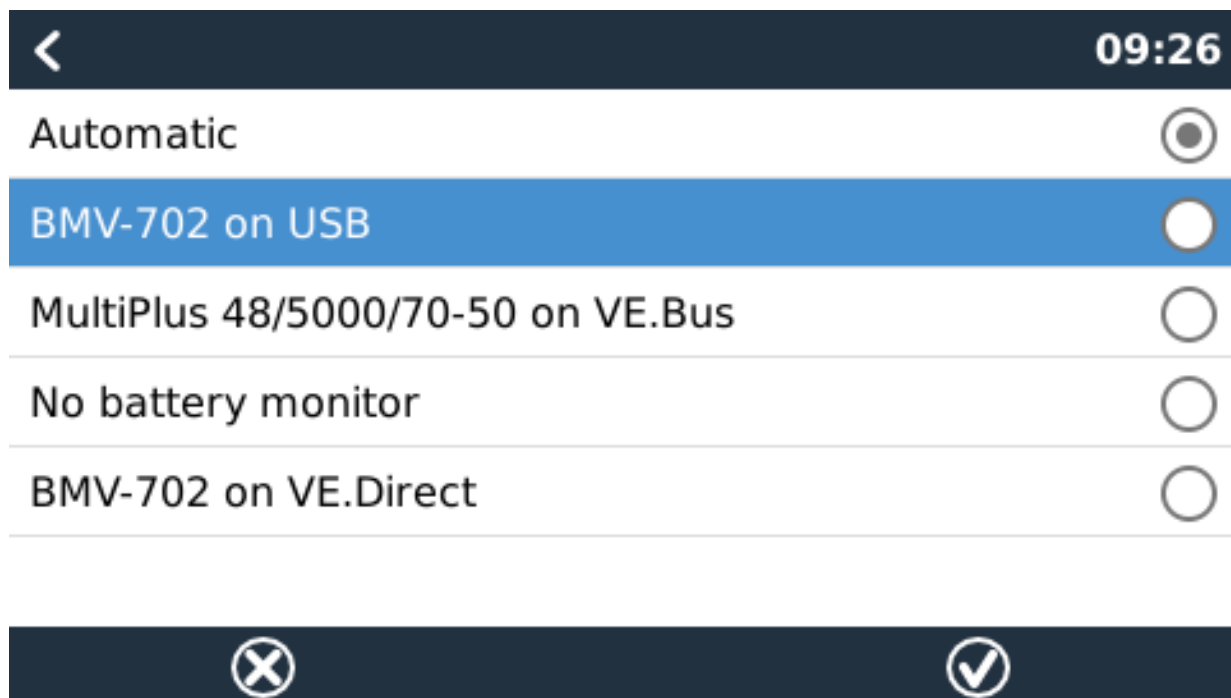 09:26
Automatic
BMV-702 on USB
MultiPlus 48/5000/70-50 on VE.Bus
No battery monitor
BMV-702 on VE.Direct